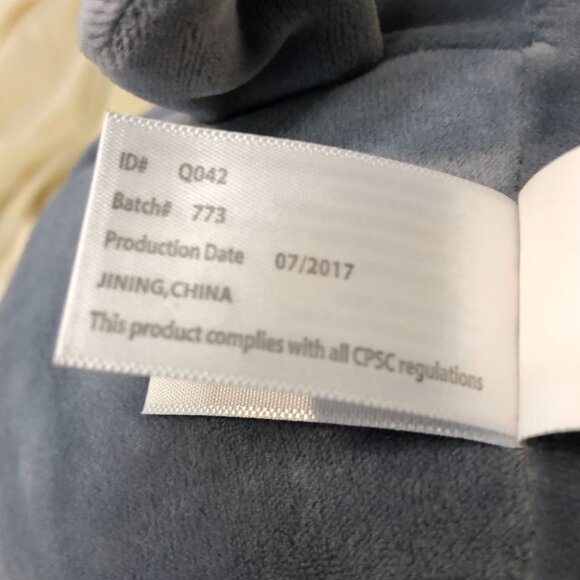 ID# Q042
Batch# 773
Production Date 07/2017
JINING,CHINA
This product complies with all CPSC regulations